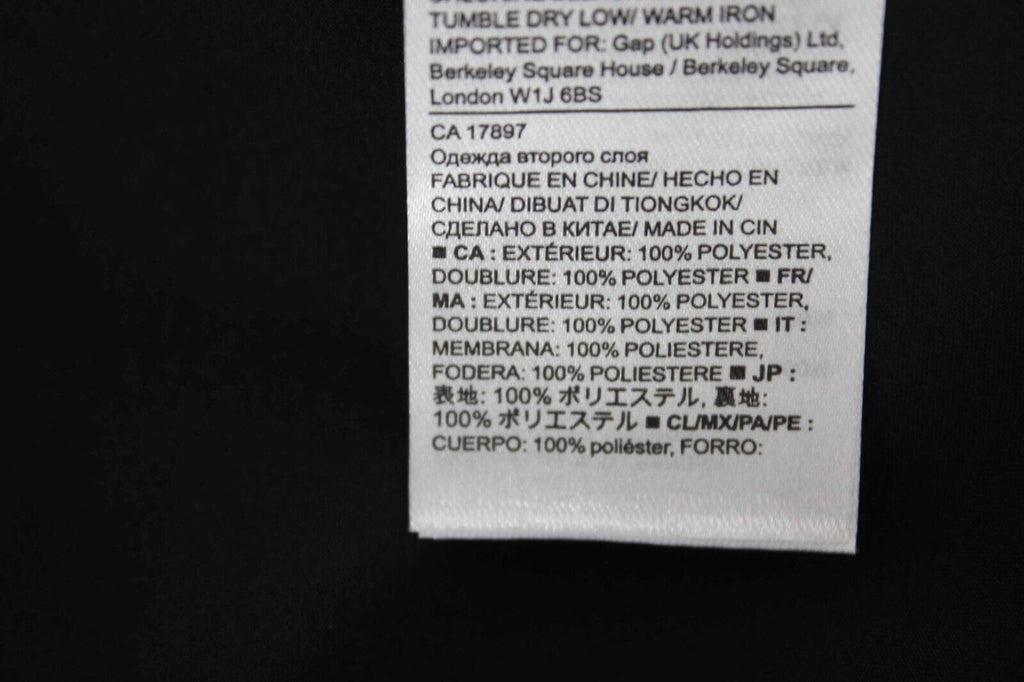 TUMBLE DRY LOW/ WARM IRON
IMPORTED FOR: Gap (UK Holdings) Ltd,
Berkeley Square House / Berkeley Square,
London W1J 6BS
CA 17897
Одежда второго слоя
FABRIQUE EN CHINE/ HECHO EN
CHINA/ DIBUAT DI TIONGKOK/
СДЕЛАНО В КИТАЕ/ MADE IN CIN
■ CA : EXTÉRIEUR: 100% POLYESTER,
DOUBLURE: 100% POLYESTER ■ FR/
MA : EXTÉRIEUR: 100% POLYESTER,
DOUBLURE: 100% POLYESTER ■ IT :
MEMBRANA: 100% POLIESTERE,
FODERA: 100% POLIESTERE ■ JP :
表地: 100% ポリエステル, 裏地:
100% ポリエステル ■ CL/MX/PA/PE :
CUERPO: 100% poliéster, FORRO: